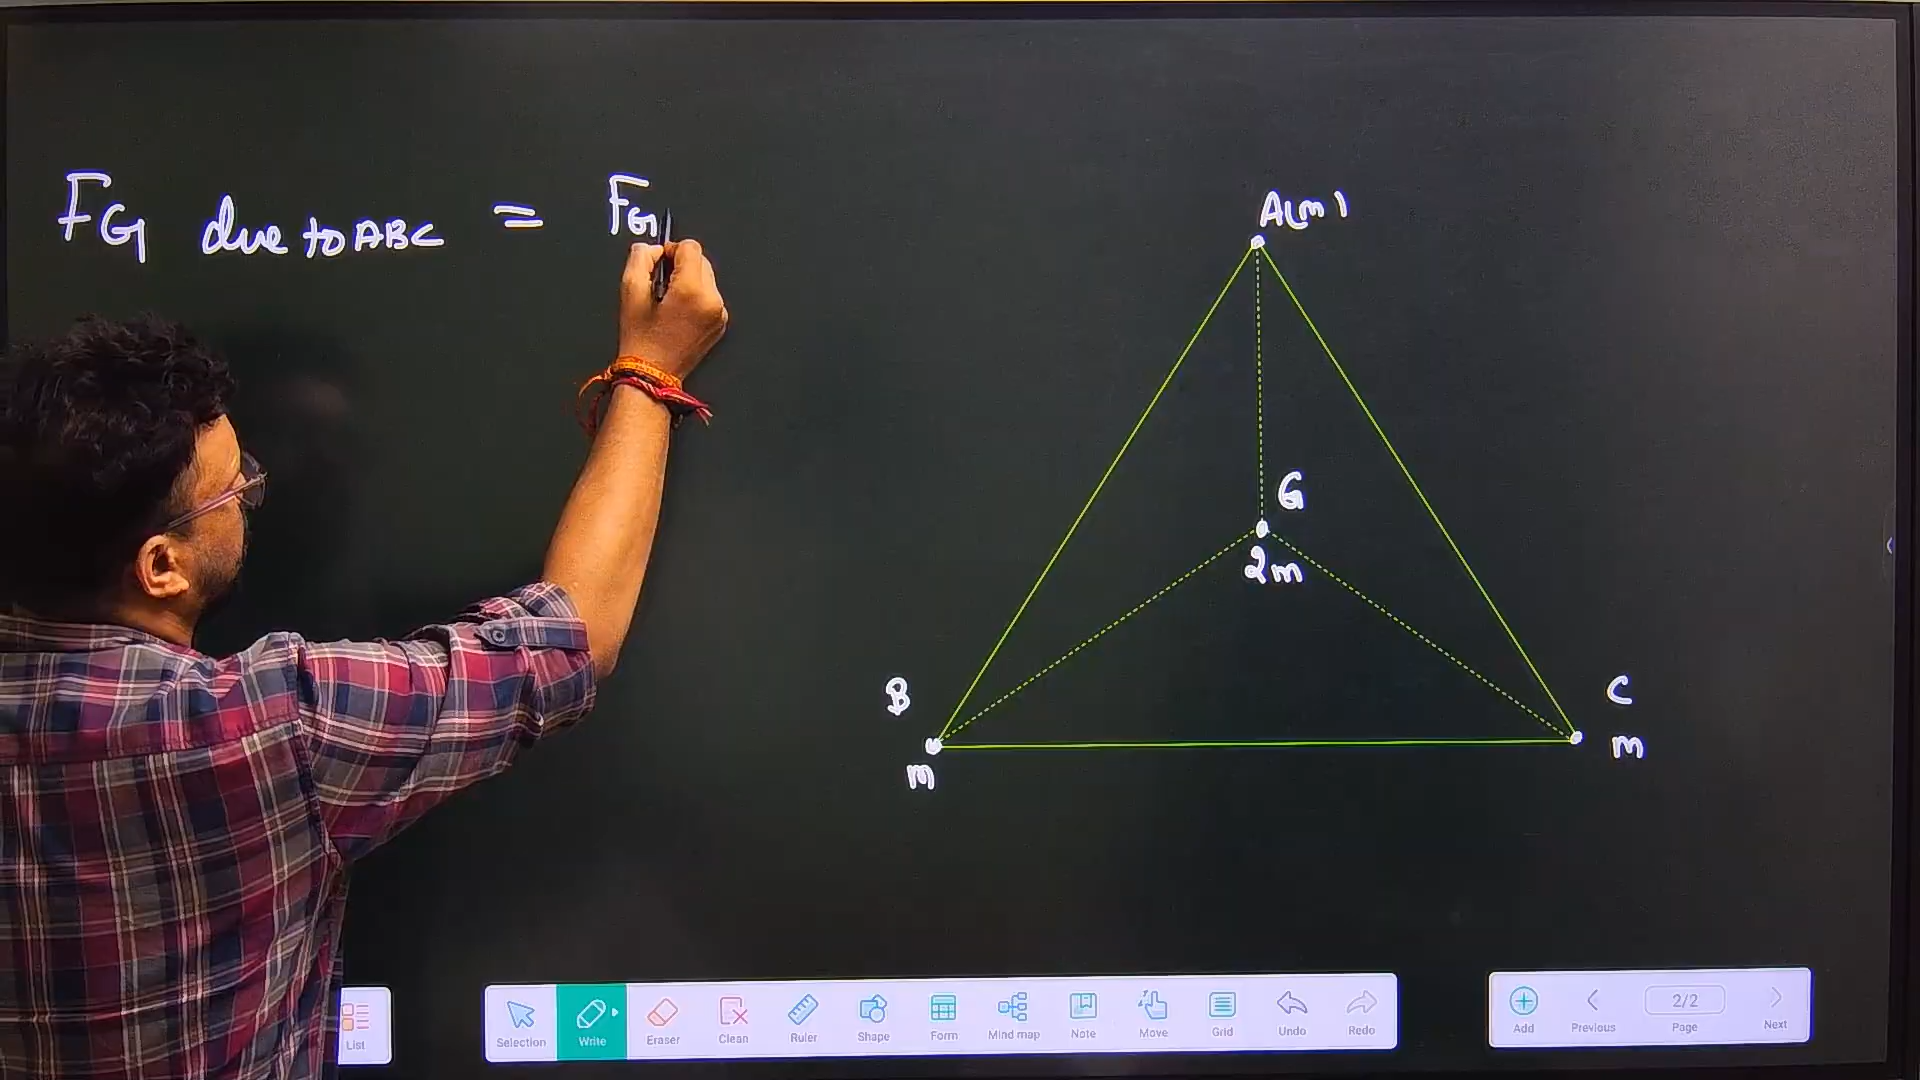 FG due to ABC = FG
A(m)
G
2m
B
m
C
m
List
Selection
Write
Eraser
Clean
Ruler
Shape
Form
Mind map
Note
Move
Grid
Undo
Redo
Add
Previous
2/2
Page
Next